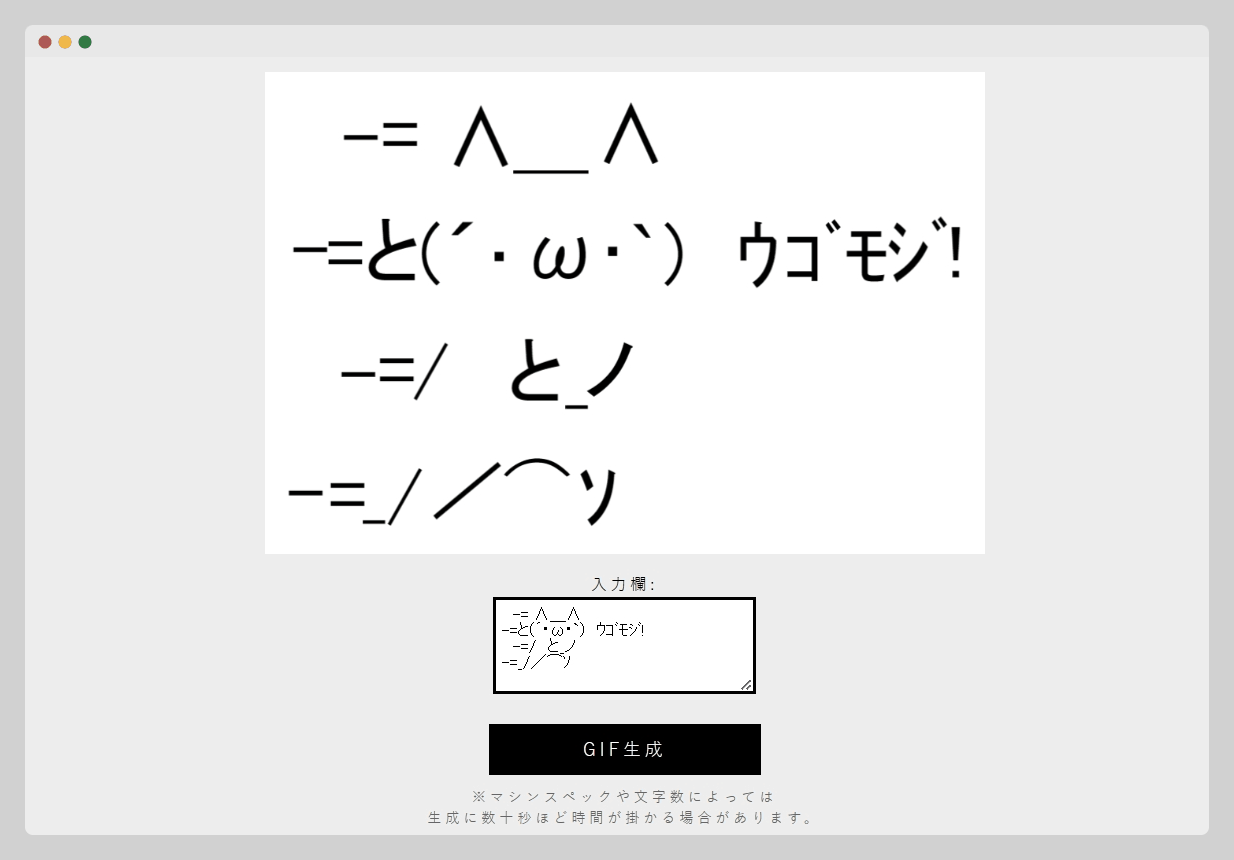 -= ∧＿_∧
-=と(´・ω・`)　ｳｺﾞﾓｼﾞ!
　-=/　と_ノ
-=_/／⌒ｿ
入力欄:
　-= ∧＿_∧
-=と(´・ω・`)　ｳｺﾞﾓｼﾞ!
　-=/　と_ノ
-=_/／⌒ｿ
GIF生成
※マシンスペックや文字数によっては
生成に数十秒ほど時間が掛かる場合があります。